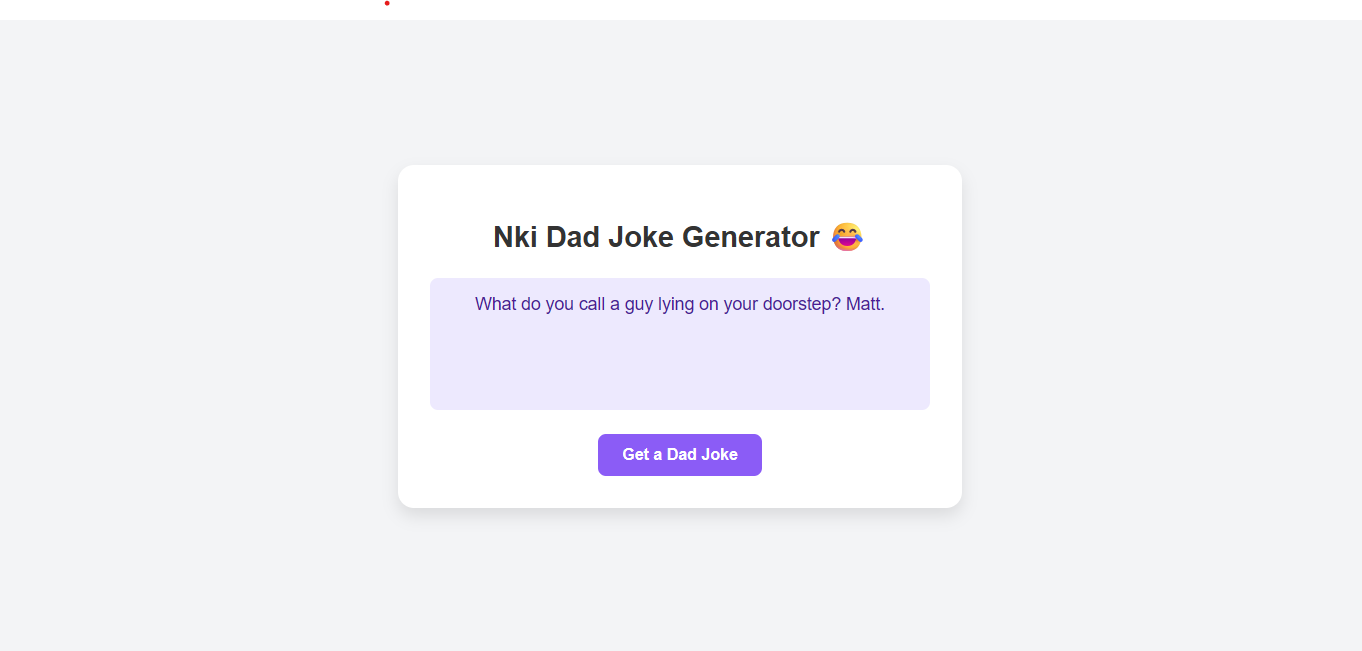 Nki Dad Joke Generator 😂
What do you call a guy lying on your doorstep? Matt.
Get a Dad Joke